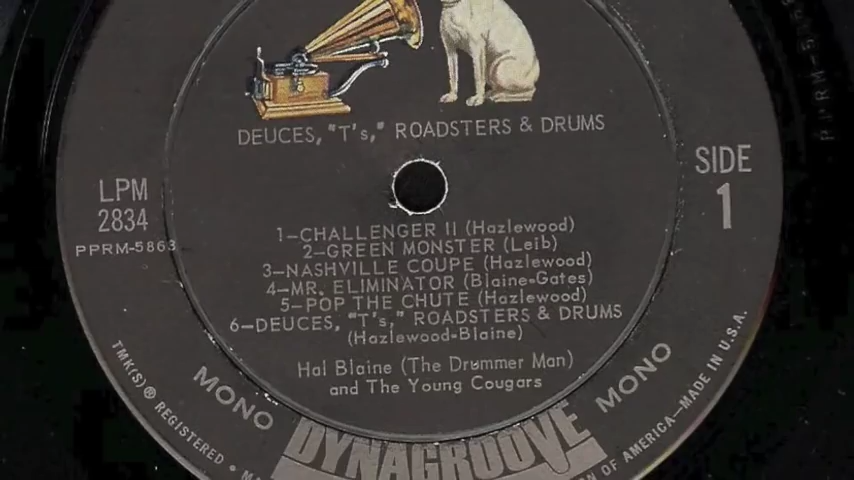 DEUCES, "T's," ROADSTERS & DRUMS
LPM
2834
PPRM-5863
SIDE
1
1—CHALLENGER II (Hazlewood)
2—GREEN MONSTER (Leib)
3—NASHVILLE COUPE (Hazlewood)
4—MR. ELIMINATOR (Blaine-Gates)
5—POP THE CHUTE (Hazlewood)
6—DEUCES, "T's," ROADSTERS & DRUMS
(Hazlewood-Blaine)
Hal Blaine (The Drummer Man)
and The Young Cougars
MONO
MONO
DYNAGROOVE
TMK(S) ® REGISTERED •
OF AMERICA—MADE IN U.S.A.